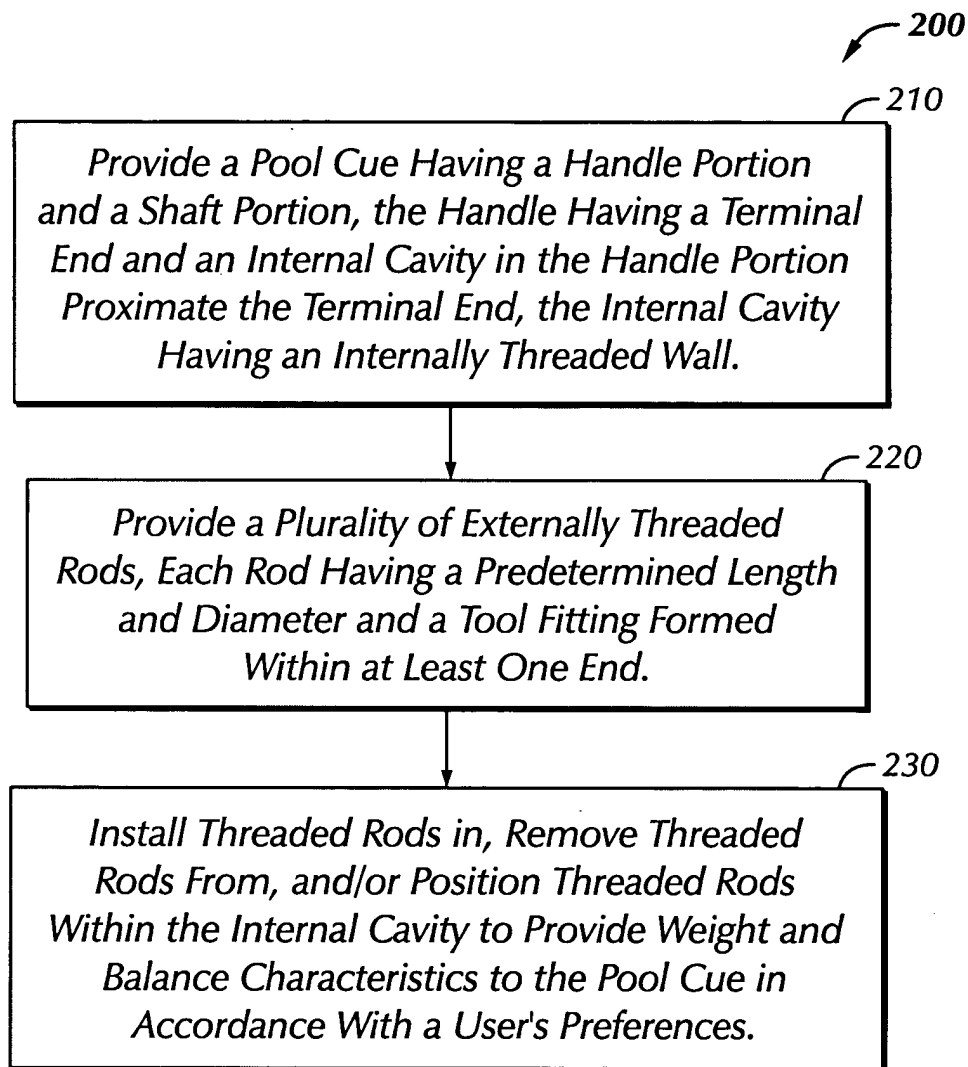 200
210
Provide a Pool Cue Having a Handle Portion
and a Shaft Portion, the Handle Having a Terminal
End and an Internal Cavity in the Handle Portion
Proximate the Terminal End, the Internal Cavity
Having an Internally Threaded Wall.
220
Provide a Plurality of Externally Threaded
Rods, Each Rod Having a Predetermined Length
and Diameter and a Tool Fitting Formed
Within at Least One End.
230
Install Threaded Rods in, Remove Threaded
Rods From, and/or Position Threaded Rods
Within the Internal Cavity to Provide Weight and
Balance Characteristics to the Pool Cue in
Accordance With a User's Preferences.